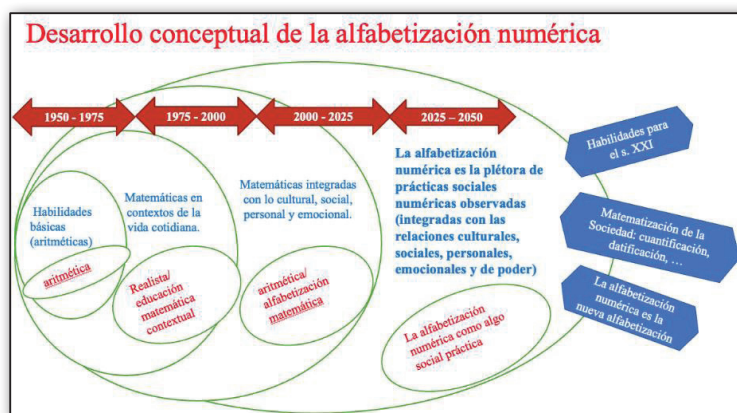 Desarrollo conceptual de la alfabetización numérica
1950 - 1975
1975 - 2000
2000 - 2025
2025 – 2050
Habilidades
básicas
(aritméticas)
aritmética
Matemáticas en
contextos de la
vida cotidiana.
Realista/
educación
matemática
contextual
Matemáticas integradas
con lo cultural, social,
personal y emocional.
aritmética/
alfabetización
matemática
La alfabetización
numérica es la plétora de
prácticas sociales
numéricas observadas
(integradas con las
relaciones culturales,
sociales, personales,
emocionales y de poder)
La alfabetización
numérica como algo
social práctica
Habilidades para
el s. XXI
Matematización de la
Sociedad: cuantificación,
datificación, …
La alfabetización
numérica es la
nueva alfabetización